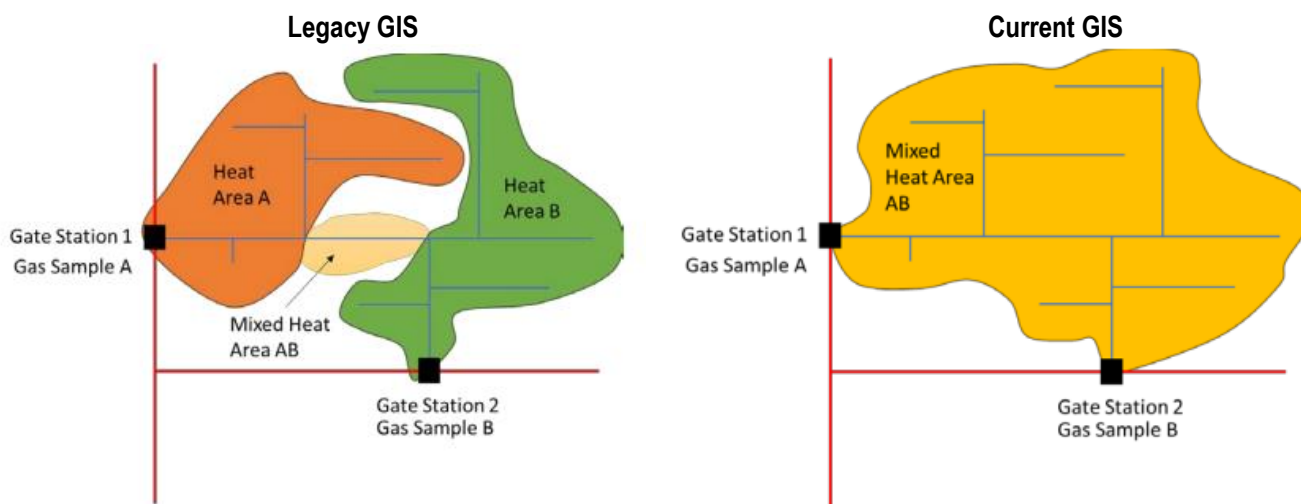 Legacy GIS
Heat
Area A
Heat
Area B
Gate Station 1
Gas Sample A
Mixed Heat
Area AB
Gate Station 2
Gas Sample B
Current GIS
Mixed
Heat Area
AB
Gate Station 1
Gas Sample A
Gate Station 2
Gas Sample B